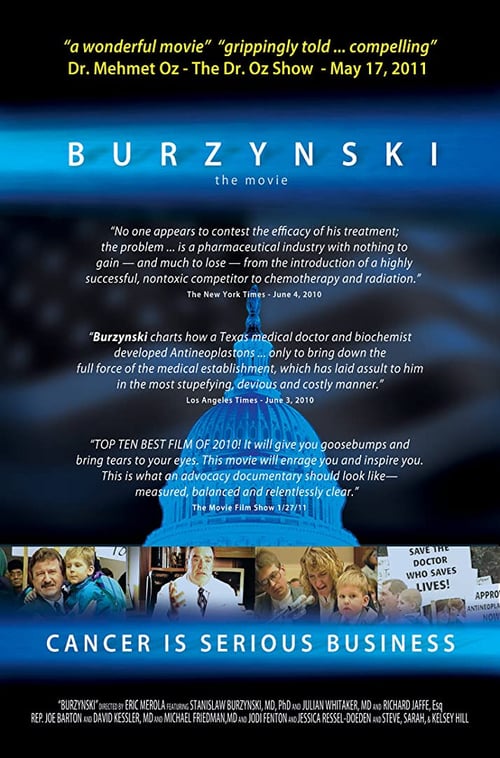 “a wonderful movie” “grippingly told ... compelling”
Dr. Mehmet Oz - The Dr. Oz Show - May 17, 2011
BURZYNSKI
the movie
“No one appears to contest the efficacy of his treatment;
the problem ... is a pharmaceutical industry with nothing to
gain — and much to lose — from the introduction of a highly
successful, nontoxic competitor to chemotherapy and radiation.”
The New York Times - June 4, 2010
“Burzynski charts how a Texas medical doctor and biochemist
developed Antineoplastons ... only to bring down the
full force of the medical establishment, which has laid assult to him
in the most stupefying, devious and costly manner.”
Los Angeles Times - June 3, 2010
“TOP TEN BEST FILM OF 2010! It will give you goosebumps and
bring tears to your eyes. This movie will enrage you and inspire you.
This is what an advocacy documentary should look like—
measured, balanced and relentlessly clear.”
The Movie Film Show 1/27/11
SAVE THE
DOCTOR
WHO SAVES
LIVES!
APPRO
ANTINEOPLA
NOW
CANCER IS SERIOUS BUSINESS
“BURZYNSKI” DIRECTED BY ERIC MEROLA FEATURING STANISLAW BURZYNSKI, MD, PhD AND JULIAN WHITAKER, MD AND RICHARD JAFFE, Esq
REP. JOE BARTON AND DAVID KESSLER, MD AND MICHAEL FRIEDMAN,MD AND JODI FENTON AND JESSICA RESSEL-DOEDEN AND STEVE, SARAH, & KELSEY HILL